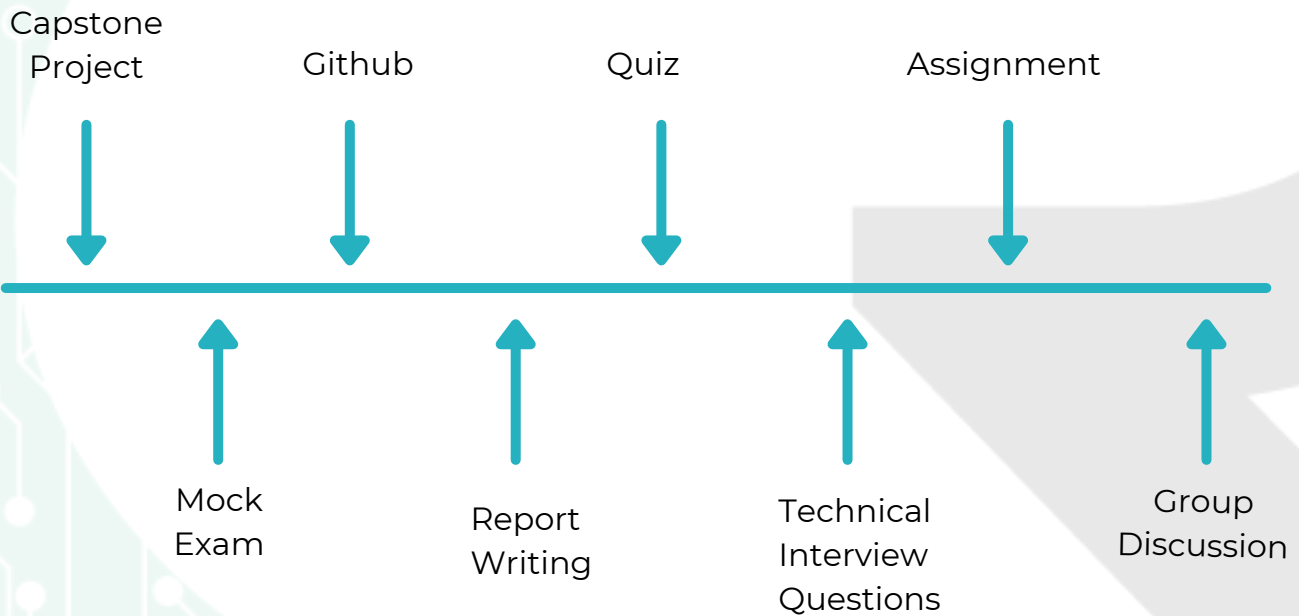 Capstone
Project
Github
Quiz
Assignment
Mock
Exam
Report
Writing
Technical
Interview
Questions
Group
Discussion